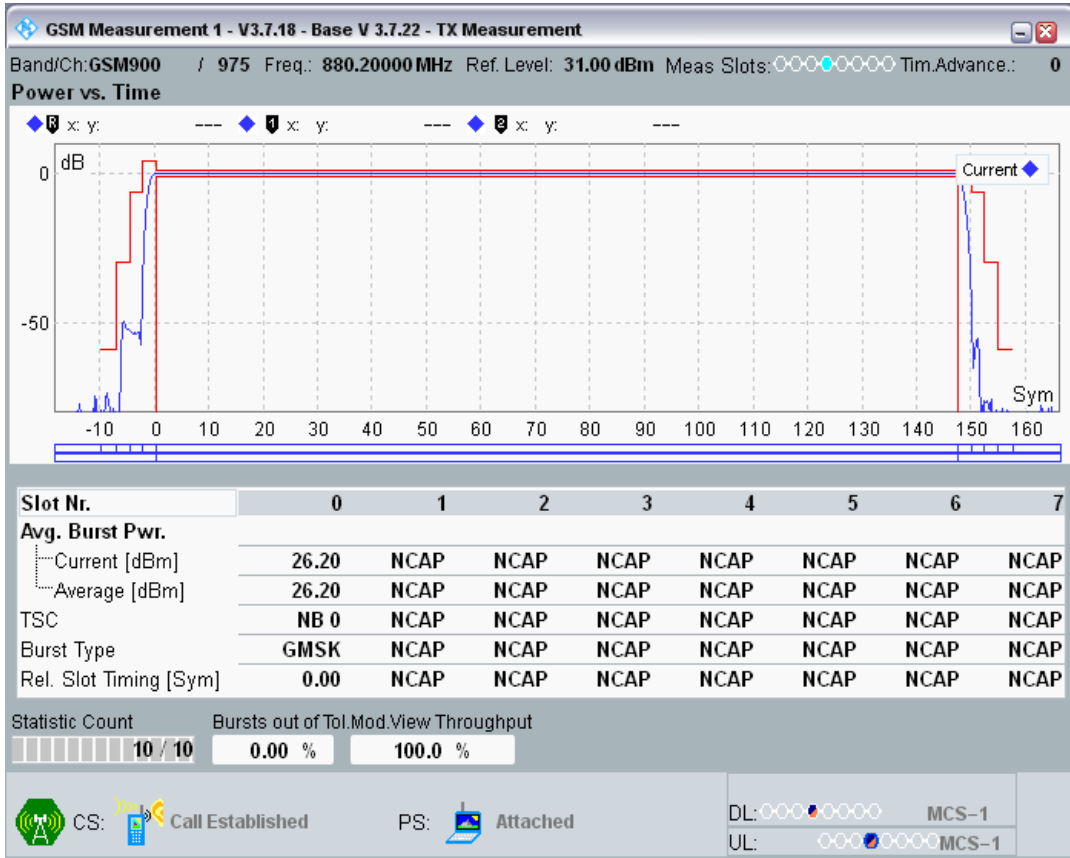 GSM Measurement 1 - V3.7.18 - Base V 3.7.22 - TX Measurement
Band/Ch:GSM900 / 975 Freq.: 880.20000 MHz Ref. Level: 31.00 dBm Meas Slots: Tim.Advance.: 0
Power vs. Time
R x: y: --- 1 x: y: --- 2 x: y: ---
dB
Current
0
-50
Sym
-10 0 10 20 30 40 50 60 70 80 90 100 110 120 130 140 150 160
Slot Nr. 0 1 2 3 4 5 6 7
Avg. Burst Pwr.
Current [dBm] 26.20 NCAP NCAP NCAP NCAP NCAP NCAP NCAP
Average [dBm] 26.20 NCAP NCAP NCAP NCAP NCAP NCAP NCAP
TSC NB 0 NCAP NCAP NCAP NCAP NCAP NCAP NCAP
Burst Type GMSK NCAP NCAP NCAP NCAP NCAP NCAP NCAP
Rel. Slot Timing [Sym] 0.00 NCAP NCAP NCAP NCAP NCAP NCAP NCAP
Statistic Count Bursts out of Tol.Mod.View Throughput
10 / 10 0.00 % 100.0 %
CS: Call Established PS: Attached
DL: MCS-1
UL: MCS-1